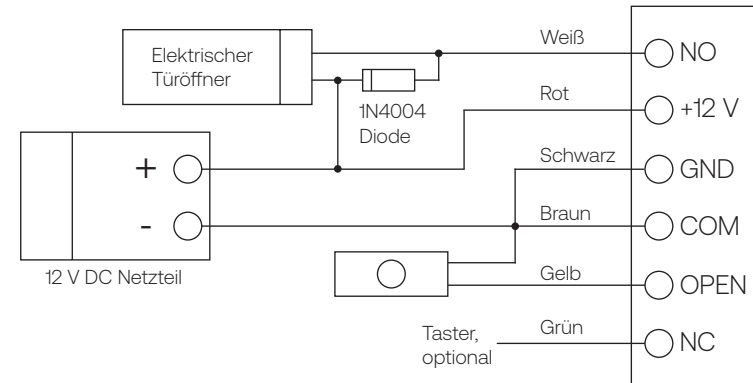 Weiß
NO
Elektrischer
Türöffner
Rot
+12 V
1N4004
Diode
Schwarz
GND
+
Braun
COM
-
12 V DC Netzteil
Gelb
OPEN
Taster,
optional
Grün
NC